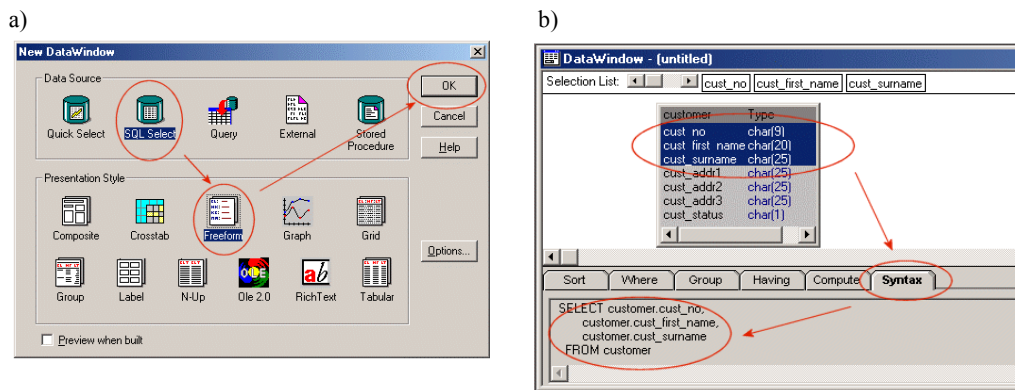 a)
New DataWindow
Data Source
Quick Select
SQL Select
Query
External
Stored
Procedure
OK
Cancel
Help
Presentation Style
Composite
Crosstab
Freeform
Graph
Grid
Options...
Group
Label
N-Up
Ole 2.0
RichText
Tabular
Preview when built
b)
DataWindow - (untitled)
Selection List: cust_no cust_first_name cust_surname
customer Type
cust_no char(9)
cust_first_name char(20)
cust_surname char(25)
cust_addr1 char(25)
cust_addr2 char(25)
cust_addr3 char(25)
cust_status char(1)
Sort Where Group Having Compute Syntax
SELECT customer.cust_no,
customer.cust_first_name,
customer.cust_surname
FROM customer